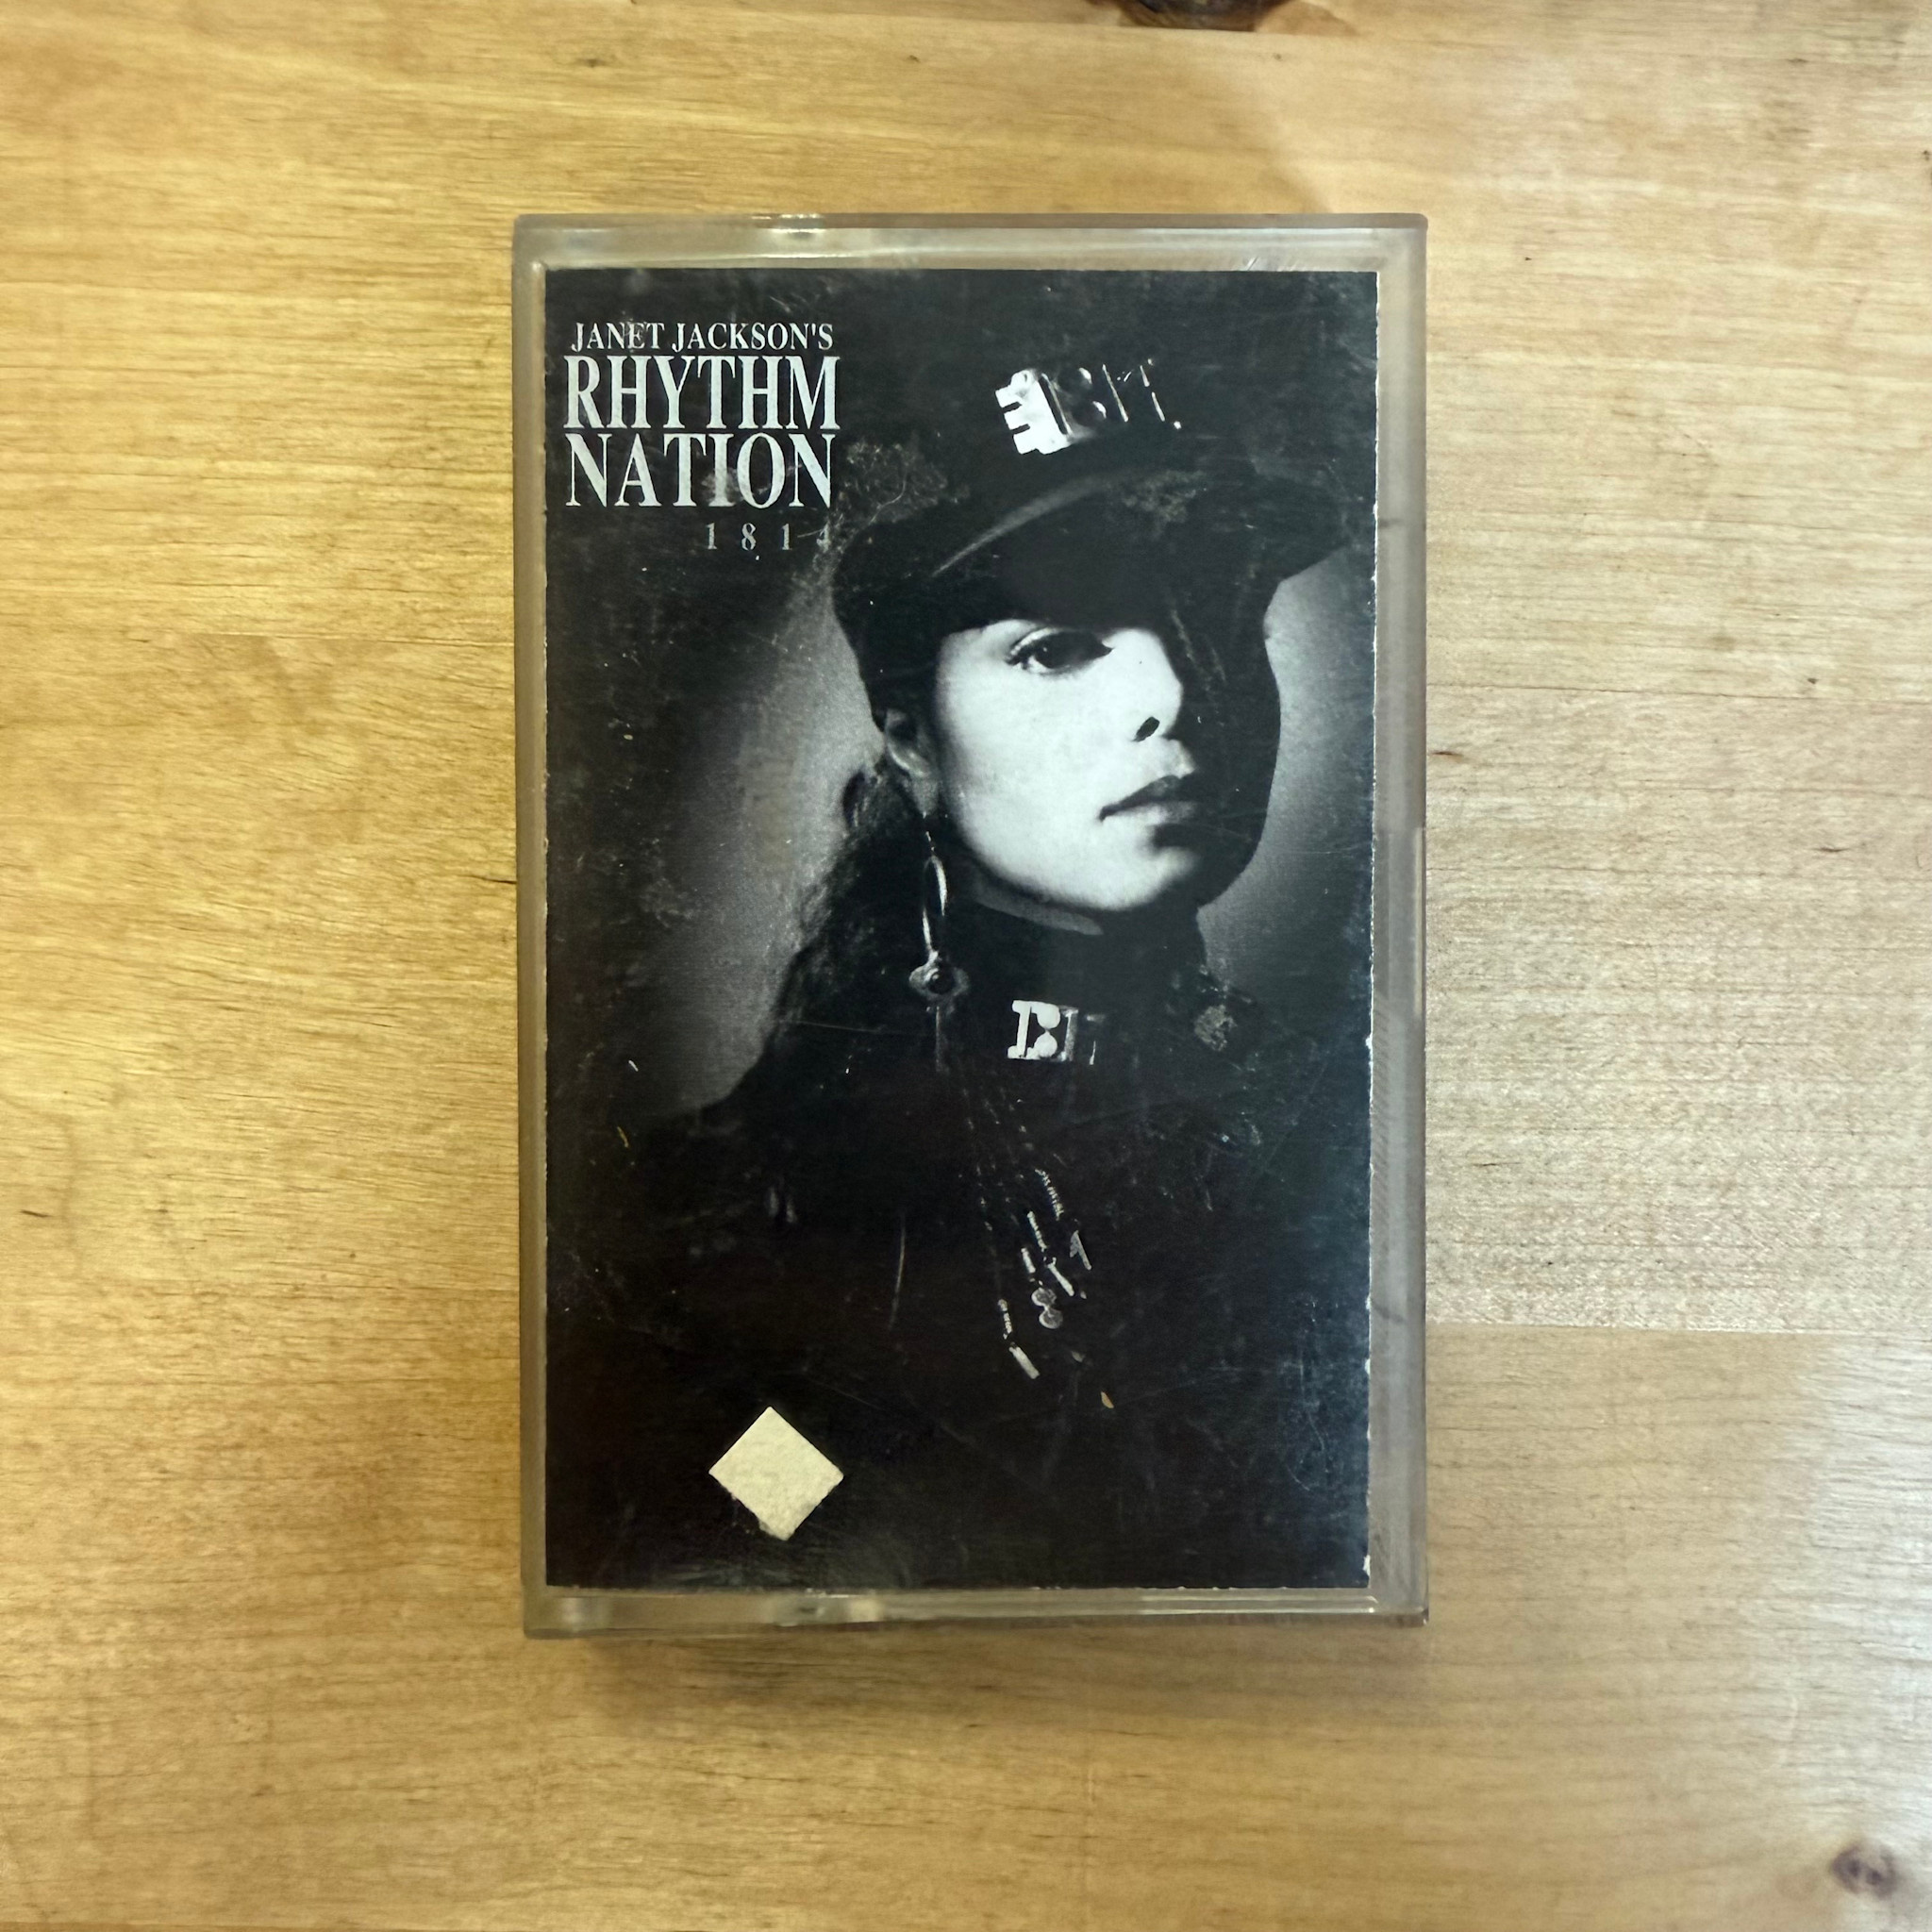 JANET JACKSON'S
RHYTHM
NATION
1814